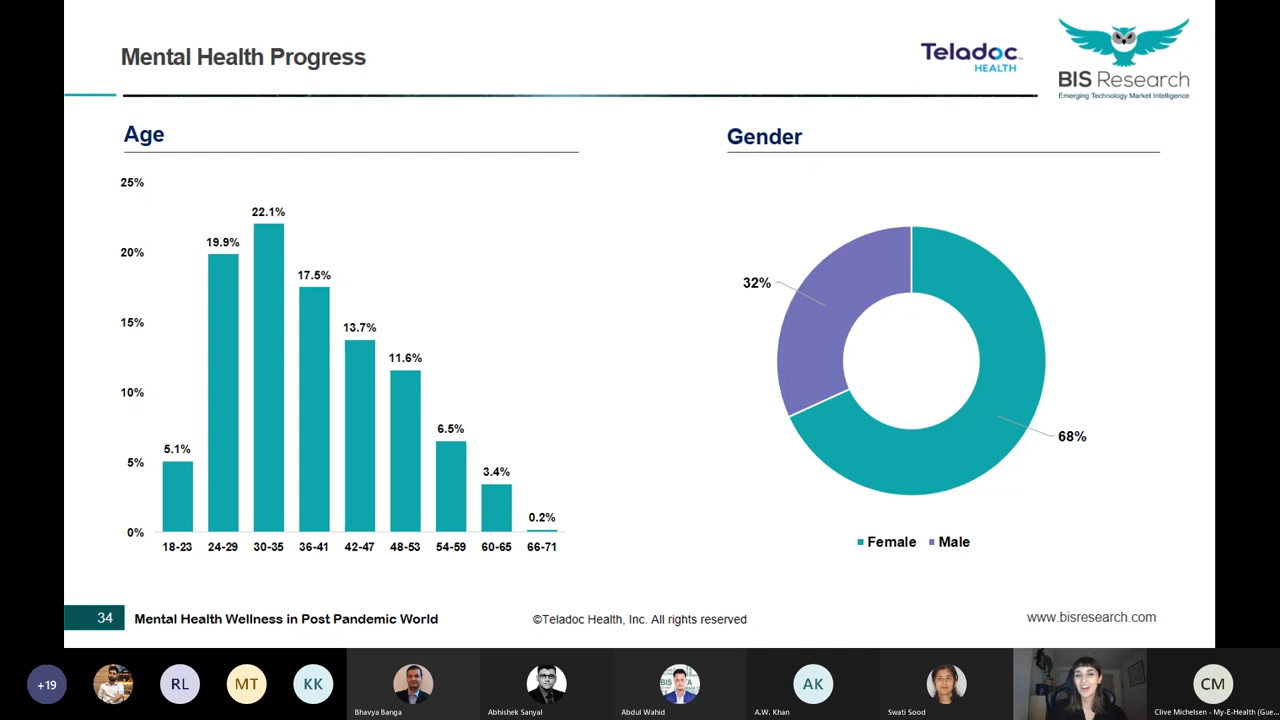 Mental Health Progress
Teladoc
HEALTH
BIS Research
Emerging Technology Market Intelligence
Age
Gender
25%
20%
15%
10%
5%
0%
5.1%
19.9%
22.1%
17.5%
13.7%
11.6%
6.5%
3.4%
0.2%
18-23 24-29 30-35 36-41 42-47 48-53 54-59 60-65 66-71
32%
68%
Female Male
34 Mental Health Wellness in Post Pandemic World ©Teladoc Health, Inc. All rights reserved www.bisresearch.com
+19 RL MT KK AK CM
Bhavya Banga Abhishek Sanyal Abdul Wahid A.W. Khan Swati Sood Clive Michelsen - My-E-Health (Gue...